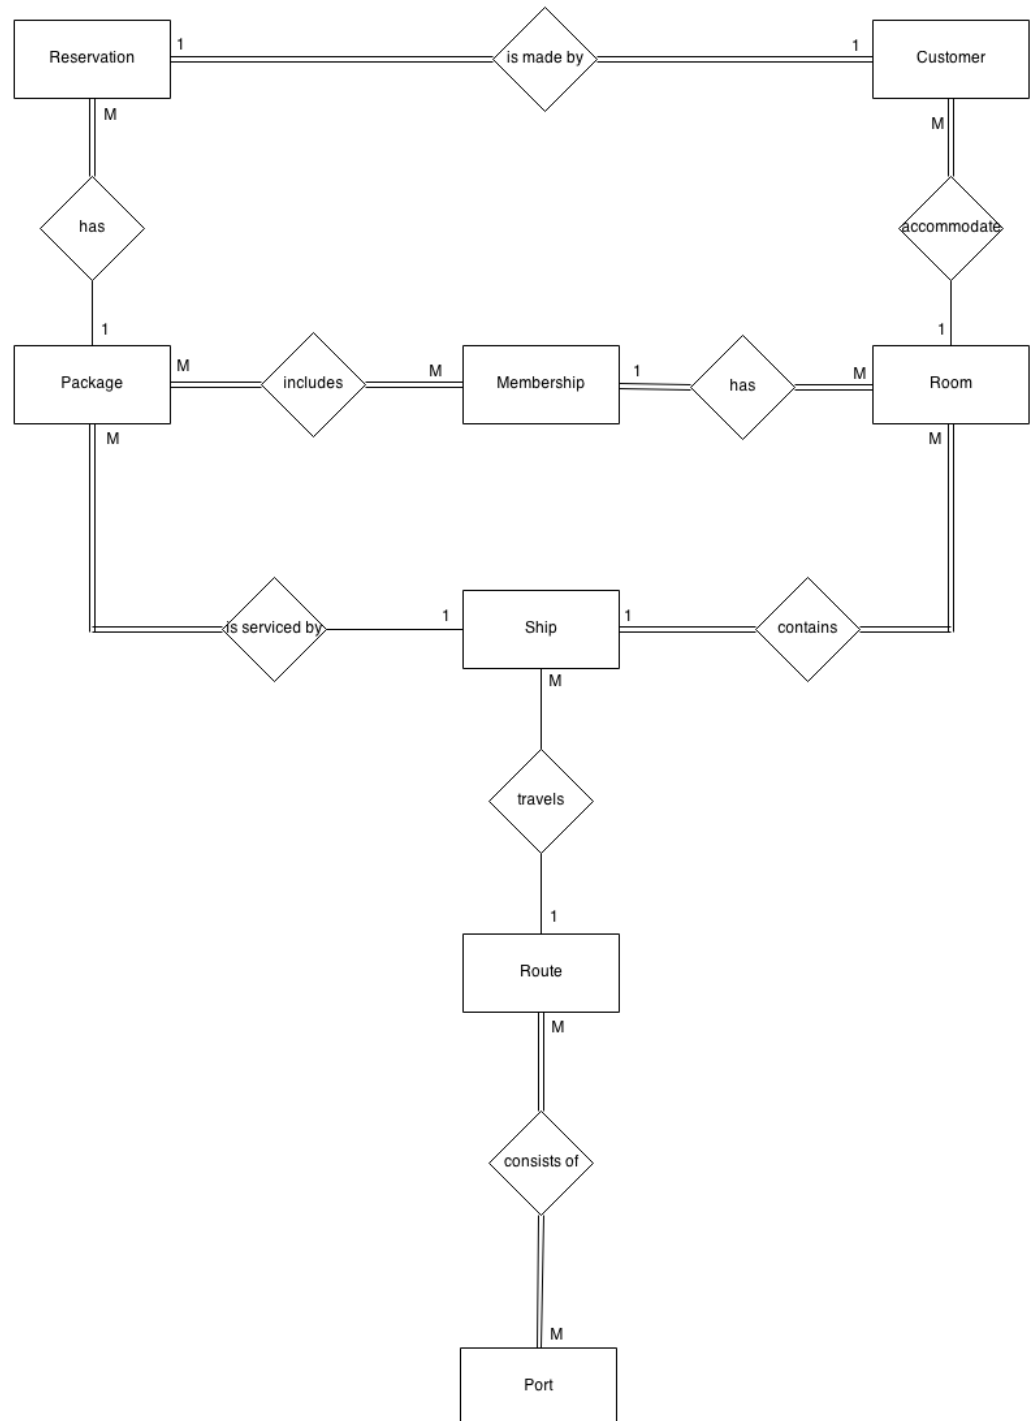 Reservation
1
is made by
1
Customer
M
M
has
accommodate
1
1
Package
M
includes
M
Membership
1
has
M
Room
M
M
is serviced by
1
Ship
1
contains
M
travels
1
Route
M
consists of
M
Port